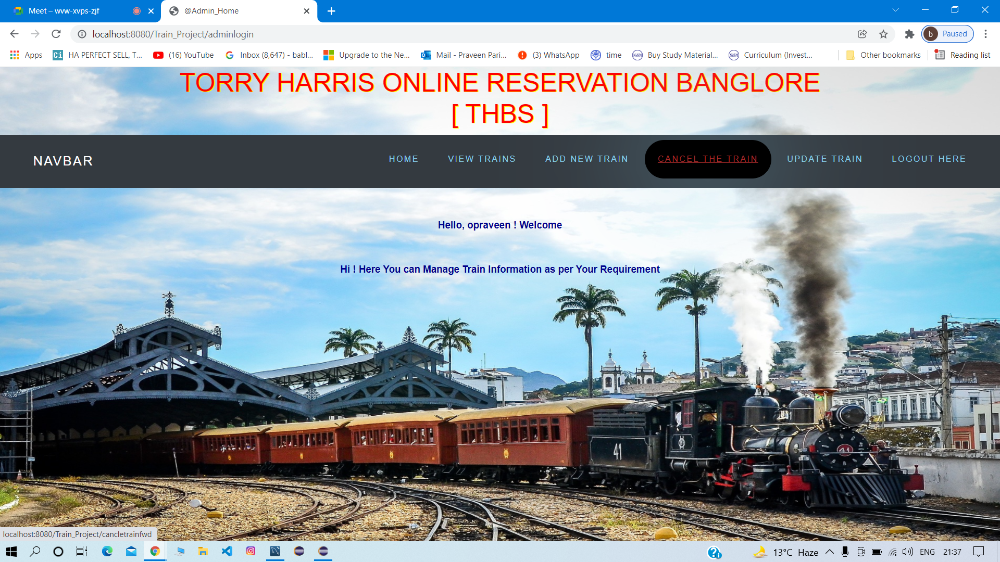 Meet – wvw-xvps-zjf
@Admin_Home
localhost:8080/Train_Project/adminlogin
b Paused
Apps
Ci HA PERFECT SELL, T...
(16) YouTube
Inbox (8,647) - babl...
Upgrade to the Ne...
Mail - Praveen Pari...
(3) WhatsApp
time
Buy Study Material...
Curriculum (Invest...
Other bookmarks
Reading list
TORRY HARRIS ONLINE RESERVATION BANGLORE
[ THBS ]
NAVBAR
HOME
VIEW TRAINS
ADD NEW TRAIN
CANCEL THE TRAIN
UPDATE TRAIN
LOGOUT HERE
Hello, opraveen ! Welcome
Hi ! Here You can Manage Train Information as per Your Requirement
41
41
localhost:8080/Train_Project/cancletrainfwd
13°C Haze
ENG
21:37